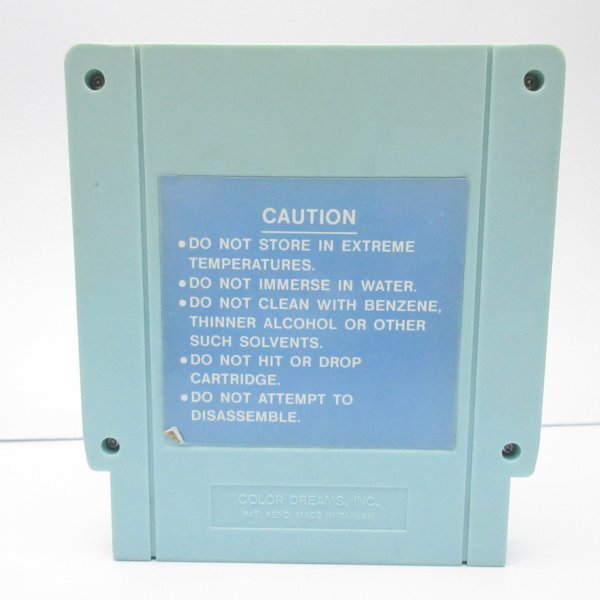 CAUTION
•DO NOT STORE IN EXTREME
TEMPERATURES.
•DO NOT IMMERSE IN WATER.
•DO NOT CLEAN WITH BENZENE,
THINNER ALCOHOL OR OTHER
SUCH SOLVENTS.
•DO NOT HIT OR DROP
CARTRIDGE.
•DO NOT ATTEMPT TO
DISASSEMBLE.
COLOR DREAMS, INC.
PAT. PEND. MADE IN TAIWAN